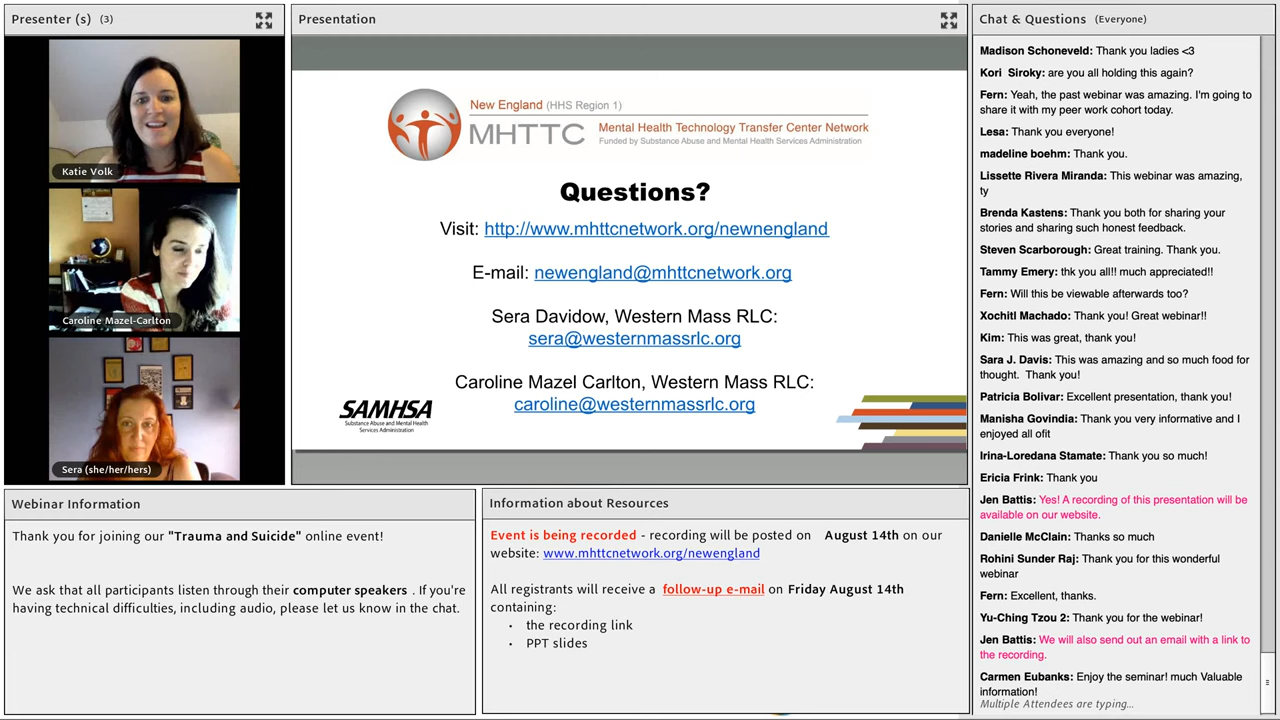 Presenter (s) (3)
Katie Volk
Caroline Mazel-Carlton
Sera (she/her/hers)
Presentation
New England (HHS Region 1)
MHTTC
Mental Health Technology Transfer Center Network
Funded by Substance Abuse and Mental Health Services Administration
Questions?
Visit: http://www.mhttcnetwork.org/newnengland
E-mail: newengland@mhttcnetwork.org
Sera Davidow, Western Mass RLC:
sera@westernmassrlc.org
Caroline Mazel Carlton, Western Mass RLC:
caroline@westernmassrlc.org
SAMHSA
Substance Abuse and Mental Health
Services Administration
Webinar Information
Thank you for joining our "Trauma and Suicide" online event!
We ask that all participants listen through their computer speakers . If you're
having technical difficulties, including audio, please let us know in the chat.
Information about Resources
Event is being recorded - recording will be posted on August 14th on our
website: www.mhttcnetwork.org/newengland
All registrants will receive a follow-up e-mail on Friday August 14th
containing:
• the recording link
• PPT slides
Chat & Questions (Everyone)
Madison Schoneveld: Thank you ladies <3
Kori Siroky: are you all holding this again?
Fern: Yeah, the past webinar was amazing. I'm going to
share it with my peer work cohort today.
Lesa: Thank you everyone!
madeline boehm: Thank you.
Lissette Rivera Miranda: This webinar was amazing,
ty
Brenda Kastens: Thank you both for sharing your
stories and sharing such honest feedback.
Steven Scarborough: Great training. Thank you.
Tammy Emery: thk you all!! much appreciated!!
Fern: Will this be viewable afterwards too?
Xochitl Machado: Thank you! Great webinar!!
Kim: This was great, thank you!
Sara J. Davis: This was amazing and so much food for
thought. Thank you!
Patricia Bolivar: Excellent presentation, thank you!
Manisha Govindia: Thank you very informative and I
enjoyed all ofit
Irina-Loredana Stamate: Thank you so much!
Ericia Frink: Thank you
Jen Battis: Yes! A recording of this presentation will be
available on our website.
Danielle McClain: Thanks so much
Rohini Sunder Raj: Thank you for this wonderful
webinar
Fern: Excellent, thanks.
Yu-Ching Tzou 2: Thank you for the webinar!
Jen Battis: We will also send out an email with a link to
the recording.
Carmen Eubanks: Enjoy the seminar! much Valuable
information!
Multiple Attendees are typing...